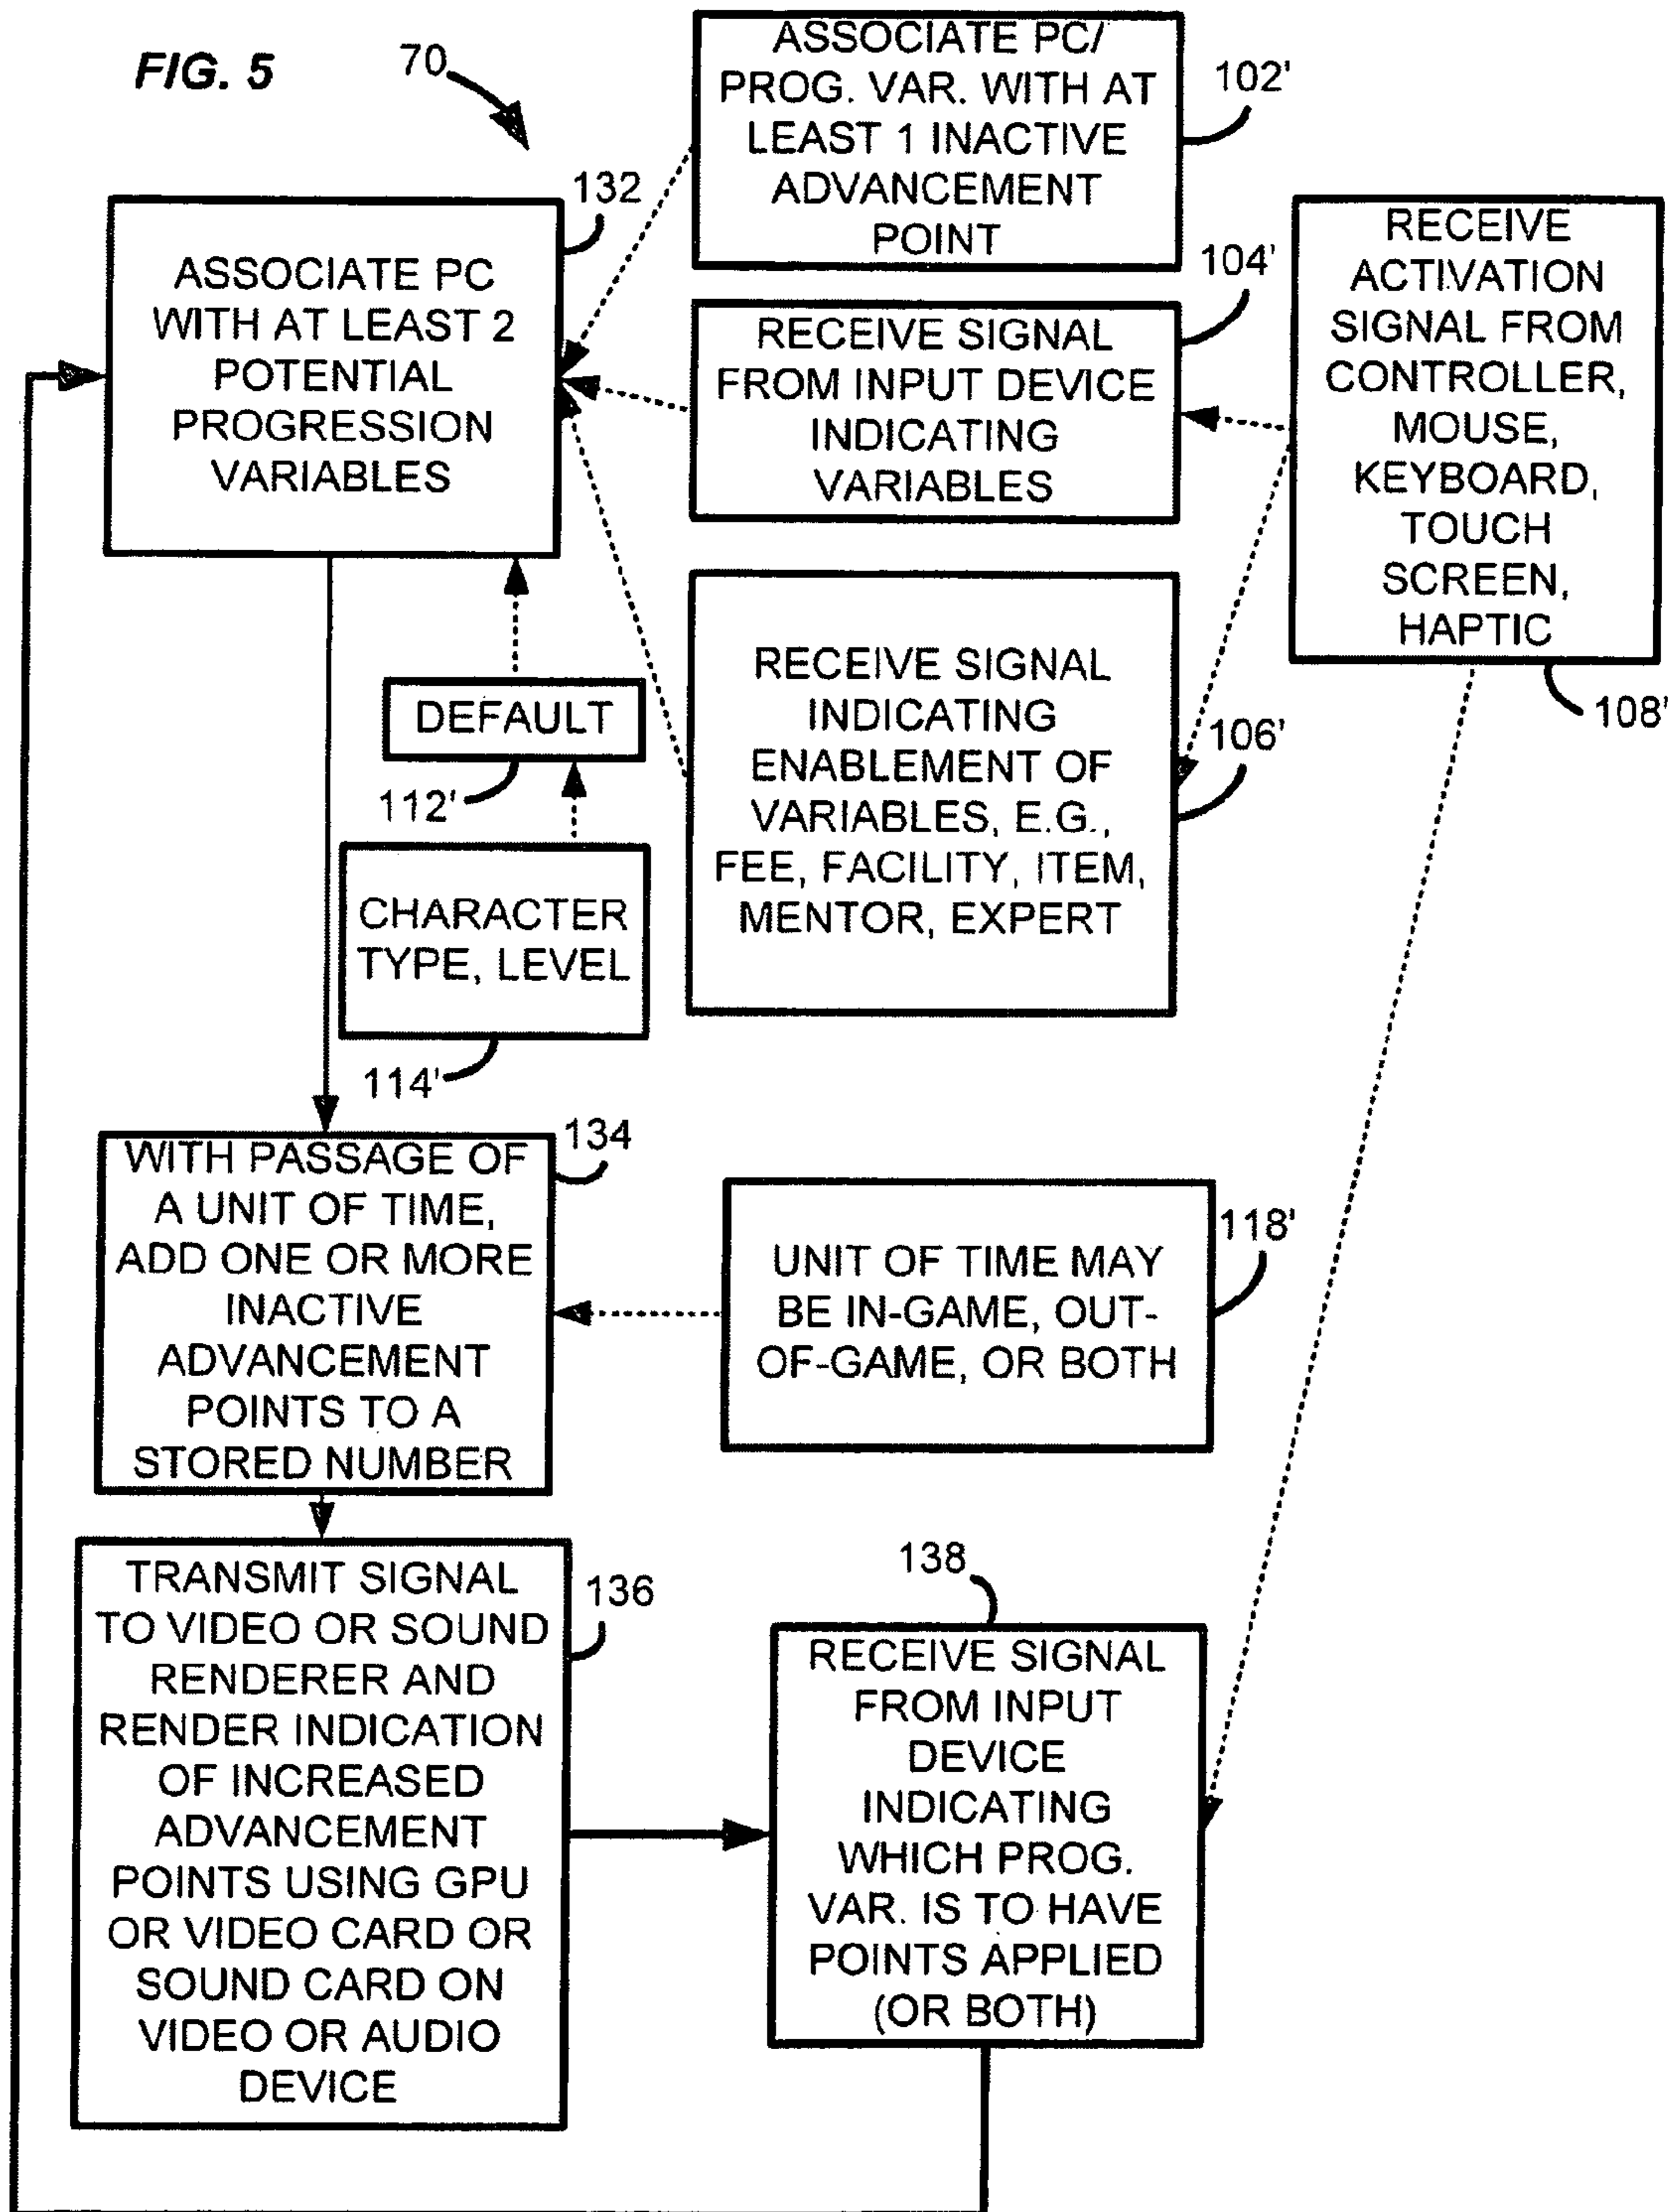 FIG. 5
70
ASSOCIATE PC/
PROG. VAR. WITH AT
LEAST 1 INACTIVE
ADVANCEMENT
POINT
102'
132
ASSOCIATE PC
WITH AT LEAST 2
POTENTIAL
PROGRESSION
VARIABLES
104'
RECEIVE SIGNAL
FROM INPUT DEVICE
INDICATING
VARIABLES
RECEIVE
ACTIVATION
SIGNAL FROM
CONTROLLER,
MOUSE,
KEYBOARD,
TOUCH
SCREEN,
HAPTIC
108'
RECEIVE SIGNAL
INDICATING
ENABLEMENT OF
VARIABLES, E.G.,
FEE, FACILITY, ITEM,
MENTOR, EXPERT
106'
DEFAULT
112'
CHARACTER
TYPE, LEVEL
114'
134
WITH PASSAGE OF
A UNIT OF TIME,
ADD ONE OR MORE
INACTIVE
ADVANCEMENT
POINTS TO A
STORED NUMBER
118'
UNIT OF TIME MAY
BE IN-GAME, OUT-
OF-GAME, OR BOTH
136
TRANSMIT SIGNAL
TO VIDEO OR SOUND
RENDERER AND
RENDER INDICATION
OF INCREASED
ADVANCEMENT
POINTS USING GPU
OR VIDEO CARD OR
SOUND CARD ON
VIDEO OR AUDIO
DEVICE
138
RECEIVE SIGNAL
FROM INPUT
DEVICE
INDICATING
WHICH PROG.
VAR. IS TO HAVE
POINTS APPLIED
(OR BOTH)